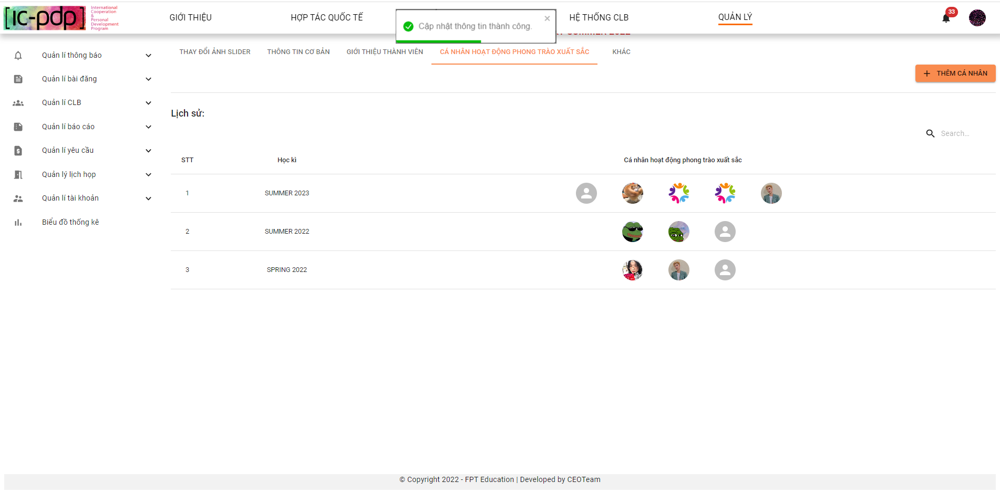 [ic-pdp]
International
Cooperation
&
Personal
Development
Program
GIỚI THIỆU
HỢP TÁC QUỐC TẾ
Cập nhật thông tin thành công.
HỆ THỐNG CLB
QUẢN LÝ
33
SUMMER 2022
Quản lí thông báo
Quản lí bài đăng
Quản lí CLB
Quản lí báo cáo
Quản lí yêu cầu
Quản lý lịch họp
Quản lí tài khoản
Biểu đồ thống kê
THAY ĐỔI ẢNH SLIDER
THÔNG TIN CƠ BẢN
GIỚI THIỆU THÀNH VIÊN
CÁ NHÂN HOẠT ĐỘNG PHONG TRÀO XUẤT SẮC
KHÁC
THÊM CÁ NHÂN
Lịch sử:
Search...
STT Học kì Cá nhân hoạt động phong trào xuất sắc
1 SUMMER 2023
2 SUMMER 2022
3 SPRING 2022
© Copyright 2022 - FPT Education | Developed by CEOTeam